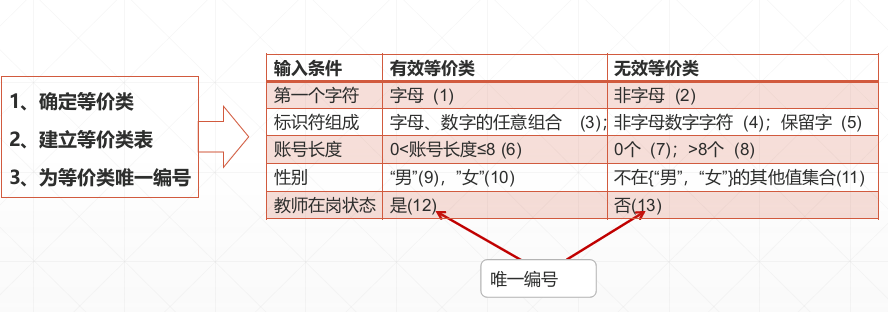 1、确定等价类
2、建立等价类表
3、为等价类唯一编号
输入条件 有效等价类 无效等价类
第一个字符 字母（1） 非字母（2）
标识符组成 字母、数字的任意组合 （3）; 非字母数字字符（4）；保留字（5）
账号长度 0<账号长度≤8 (6) 0个（7）；>8个（8）
性别 “男”(9)，”女”(10) 不在{“男”，“女”}的其他值集合(11)
教师在岗状态 是(12) 否(13)
唯一编号